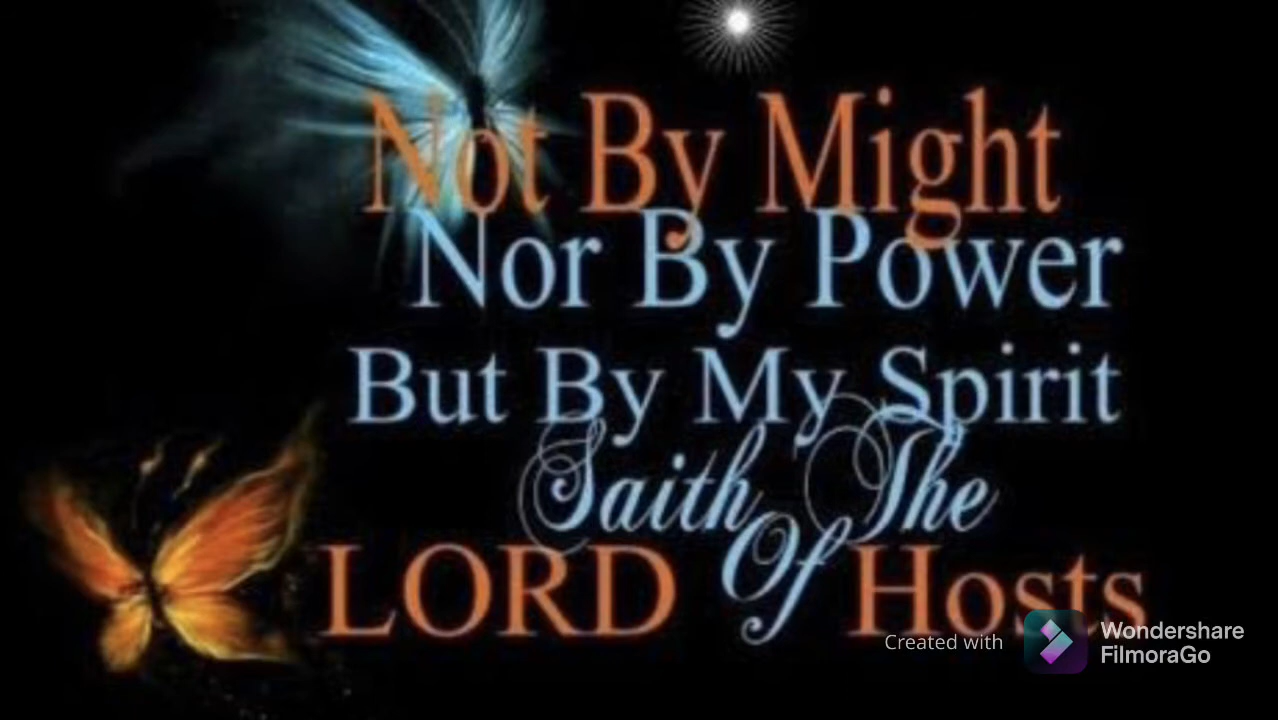 Not By Might
Nor By Power
But By My Spirit
Saith The
LORD Of Hosts
Created with
Wondershare
FilmoraGo